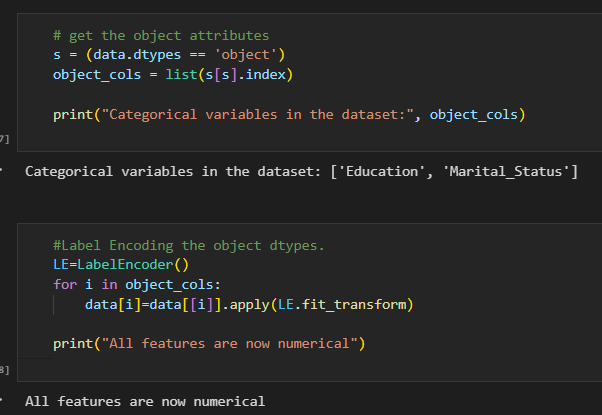 # get the object attributes
s = (data.dtypes == 'object')
object_cols = list(s[s].index)
print("Categorical variables in the dataset:", object_cols)
7]
Categorical variables in the dataset: ['Education', 'Marital_Status']
#Label Encoding the object dtypes.
LE=LabelEncoder()
for i in object_cols:
    data[i]=data[[i]].apply(LE.fit_transform)
print("All features are now numerical")
8]
All features are now numerical